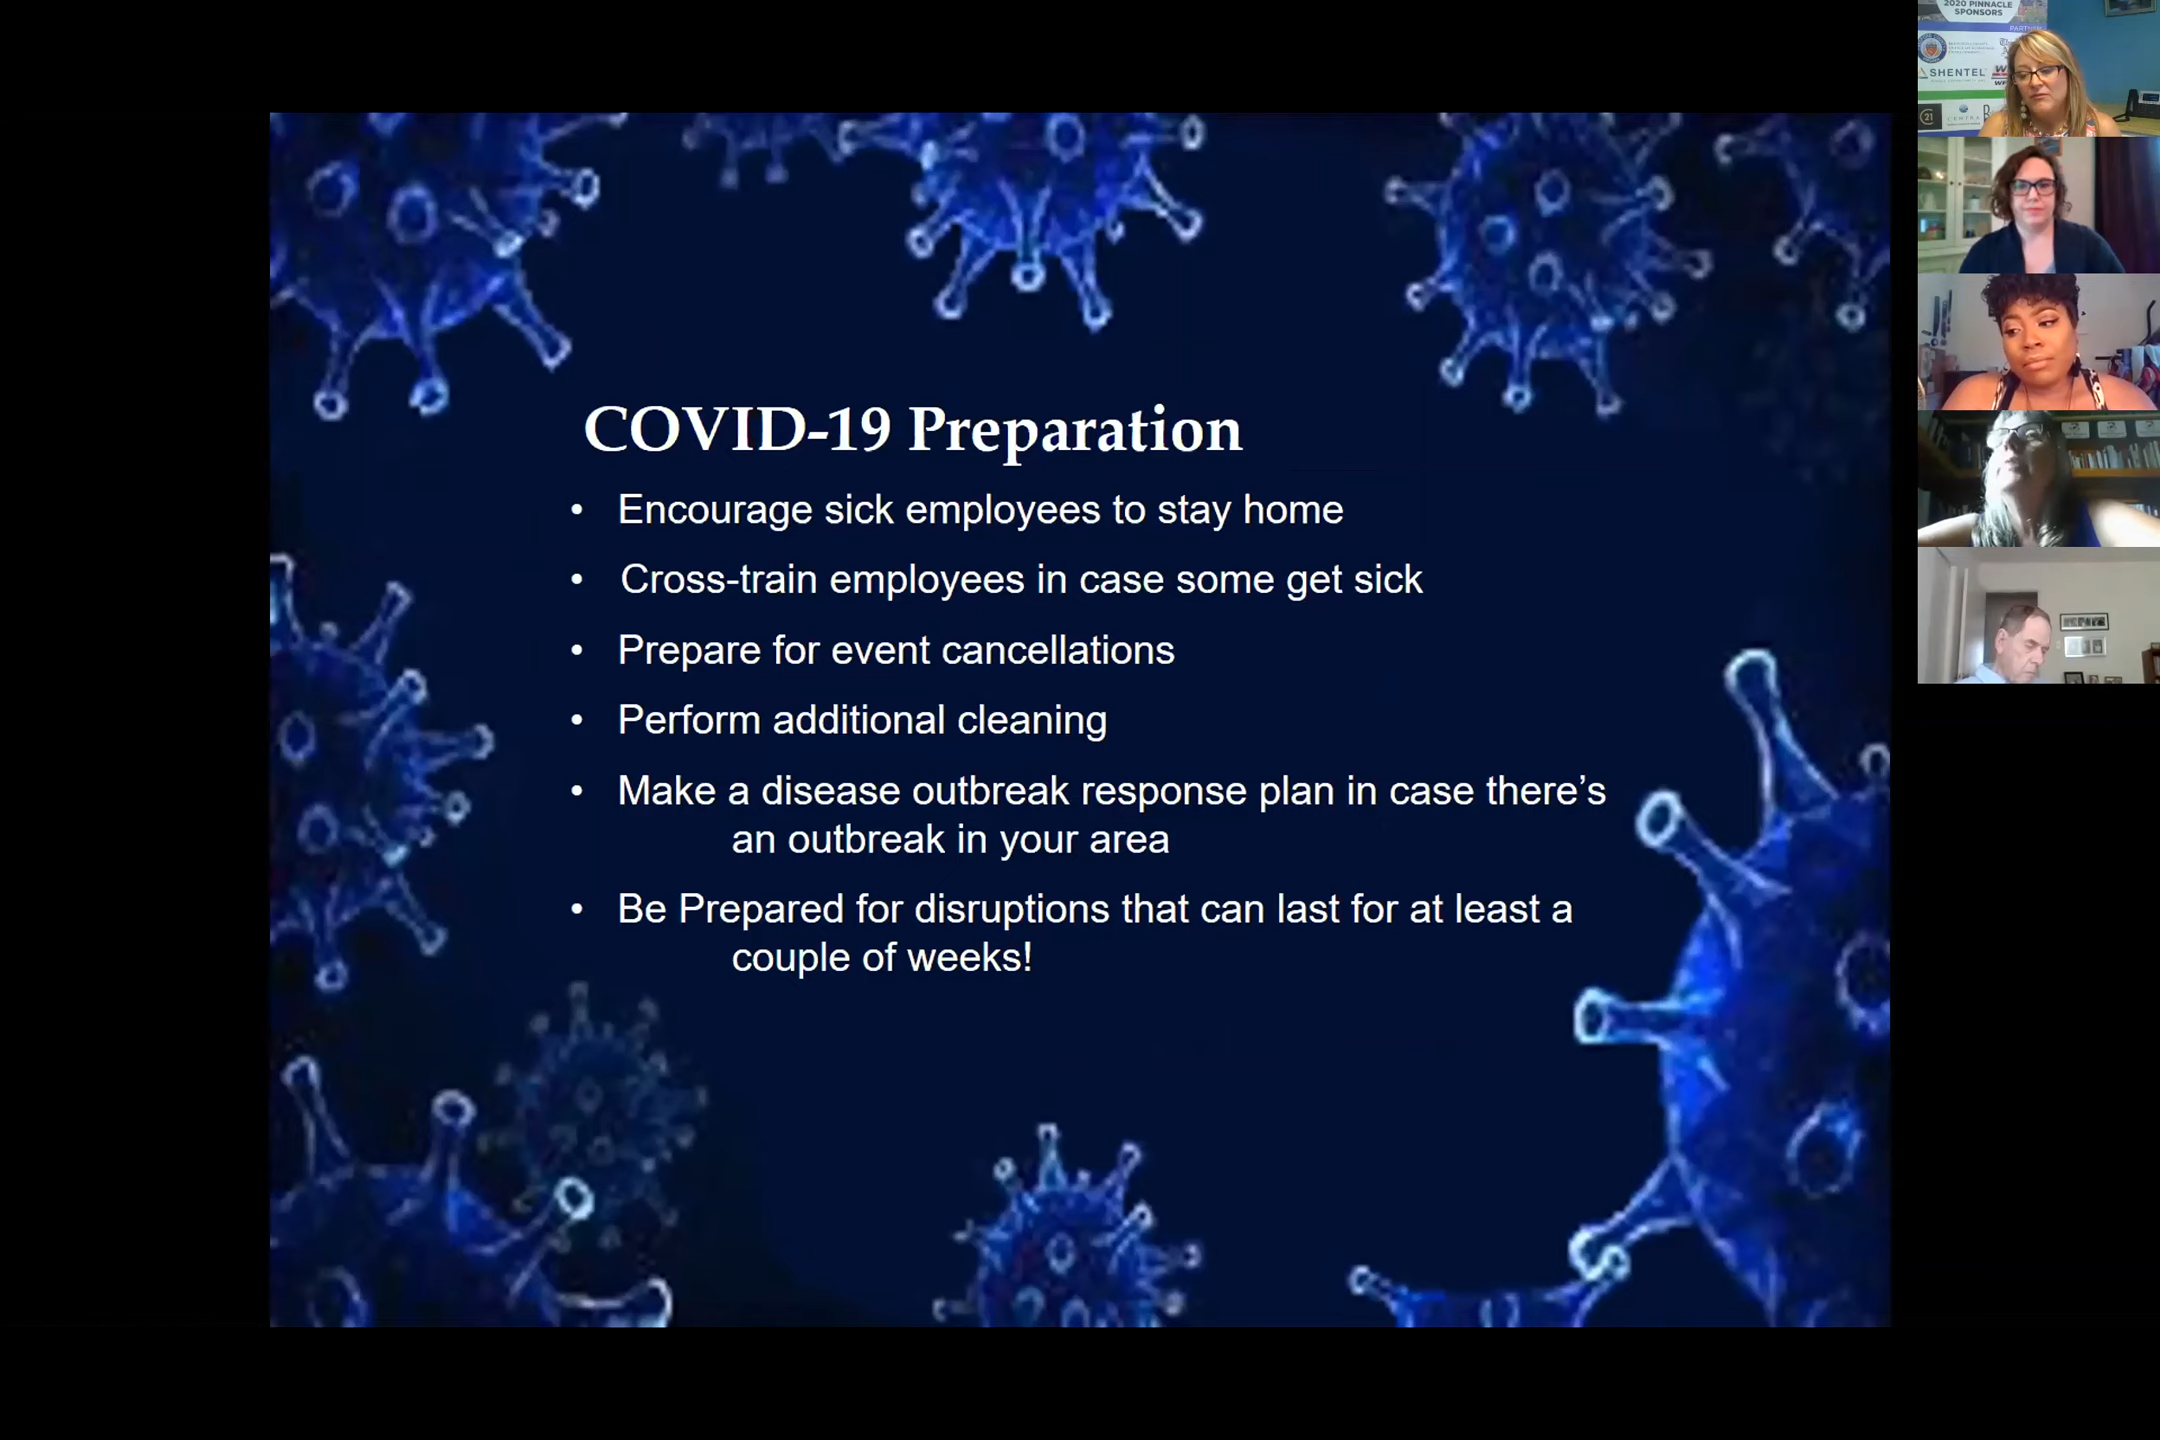 COVID-19 Preparation
• Encourage sick employees to stay home
• Cross-train employees in case some get sick
• Prepare for event cancellations
• Perform additional cleaning
• Make a disease outbreak response plan in case there’s
an outbreak in your area
• Be Prepared for disruptions that can last for at least a
couple of weeks!
2020 PINNACLE
SPONSORS
SHENTEL
21